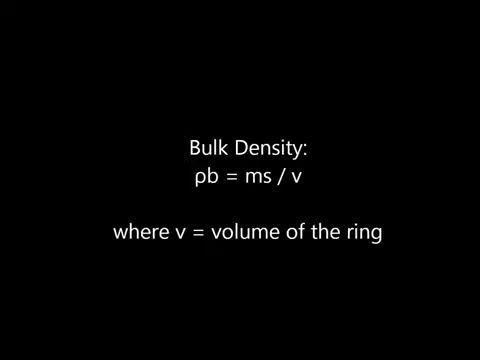 Bulk Density:
ρb = ms / v
where v = volume of the ring